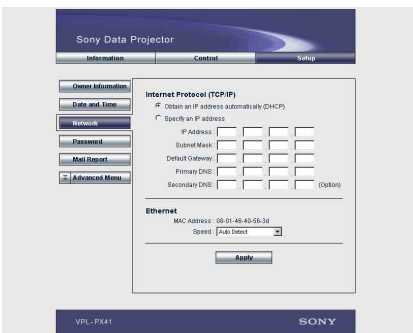 Sony Data Projector
Information Control Setup
Owner Information
Date and Time
Network
Password
Mail Report
Advanced Menu
Internet Protocol (TCP/IP)
Obtain an IP address automatically (DHCP)
Specify an IP address
IP Address :
Subnet Mask :
Default Gateway :
Primary DNS :
Secondary DNS : (Option)
Ethernet
MAC Address : 08-01-46-40-56-3d
Speed : Auto Detect
Apply
VPL-PX41 SONY